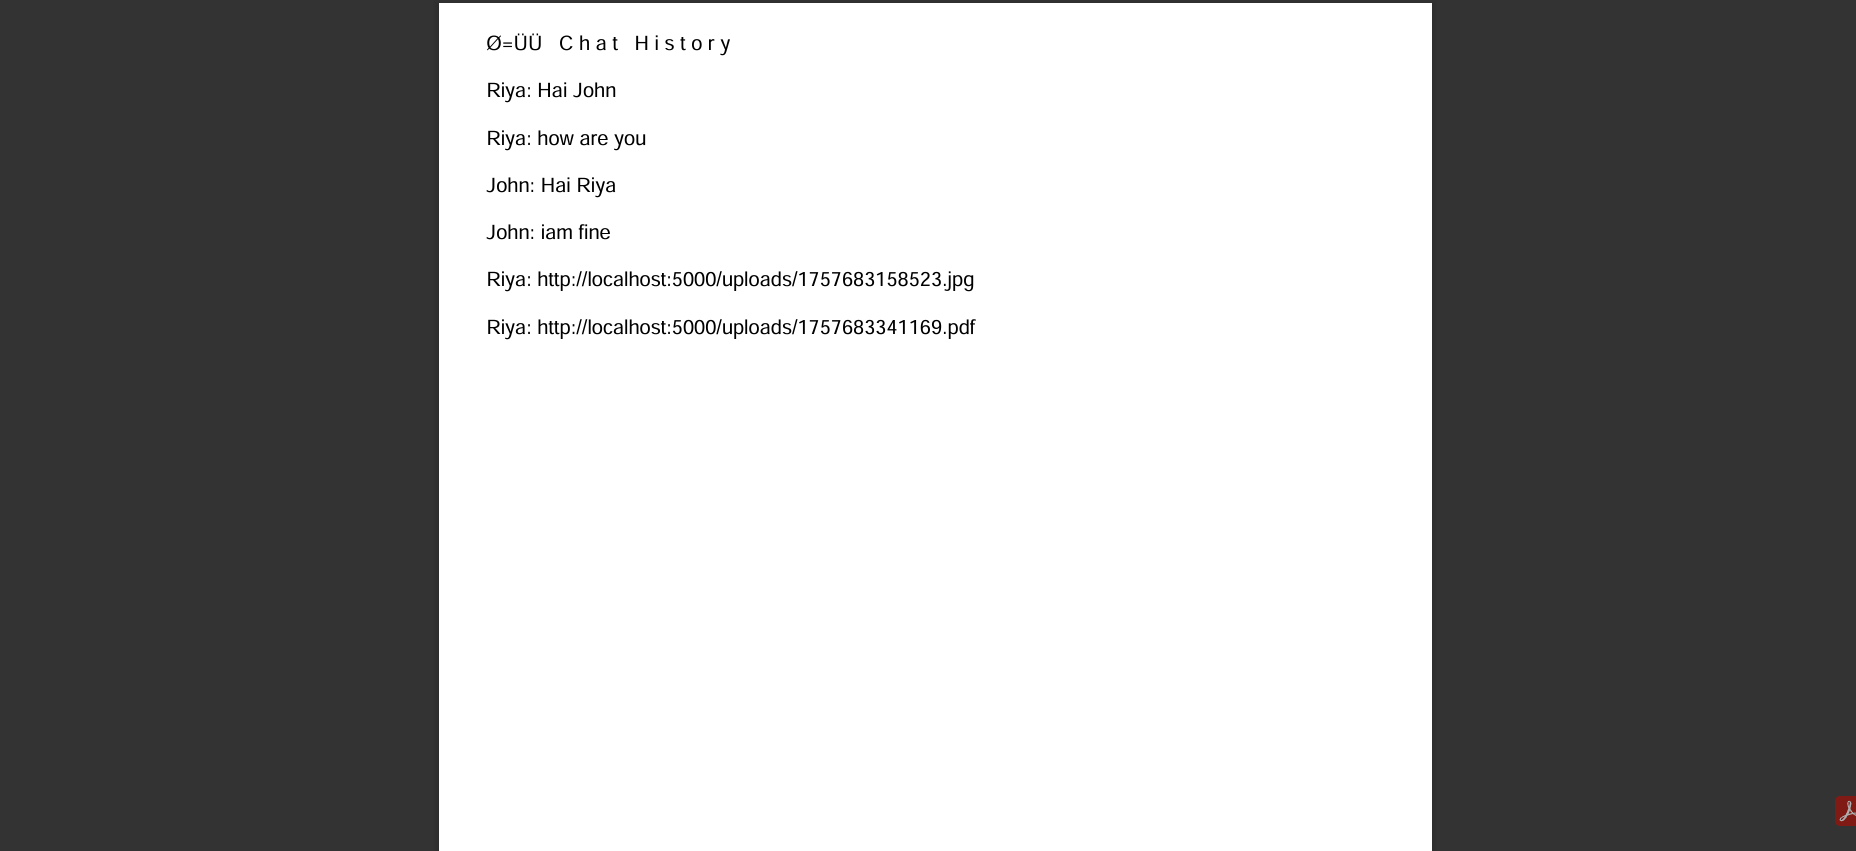 Ø=ÜÜ Chat History
Riya: Hai John
Riya: how are you
John: Hai Riya
John: iam fine
Riya: http://localhost:5000/uploads/1757683158523.jpg
Riya: http://localhost:5000/uploads/1757683341169.pdf